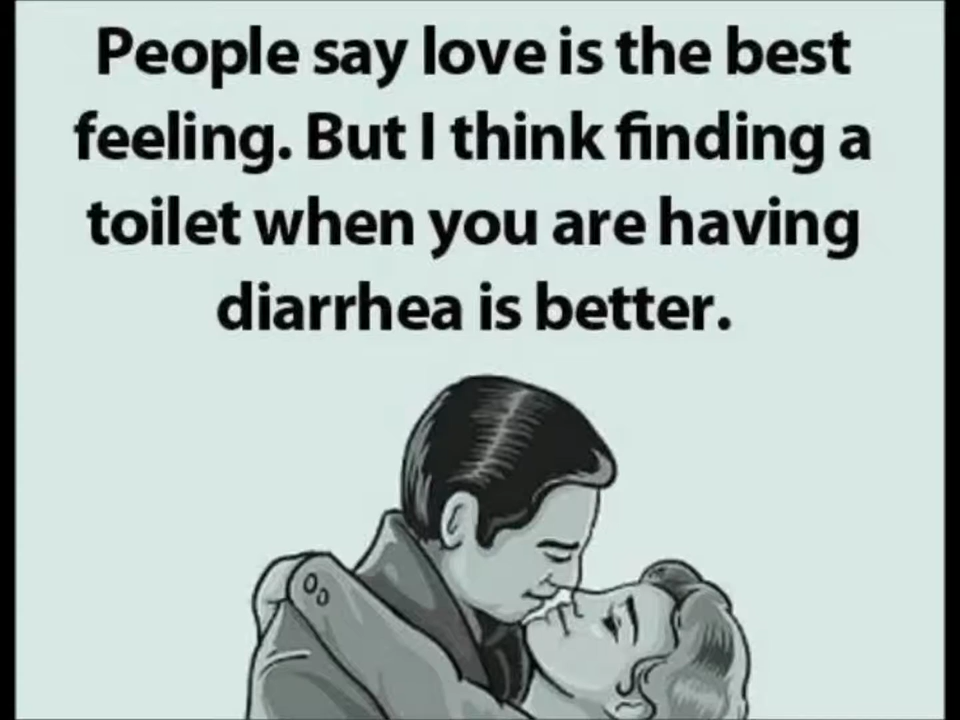 People say love is the best
feeling. But I think finding a
toilet when you are having
diarrhea is better.